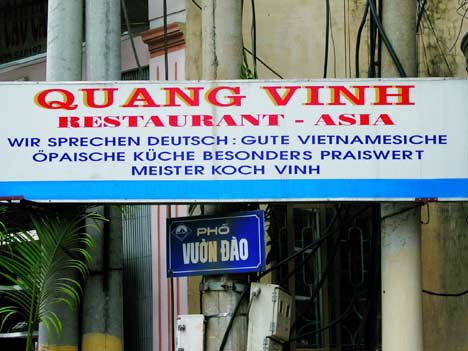 QUANG VINH
RESTAURANT - ASIA
WIR SPRECHEN DEUTSCH : GUTE VIETNAMESICHE
ÖPAISCHE KÜCHE BESONDERS PRAISWERT
MEISTER KOCH VINH
PHỐ
VƯỜN ĐÀO